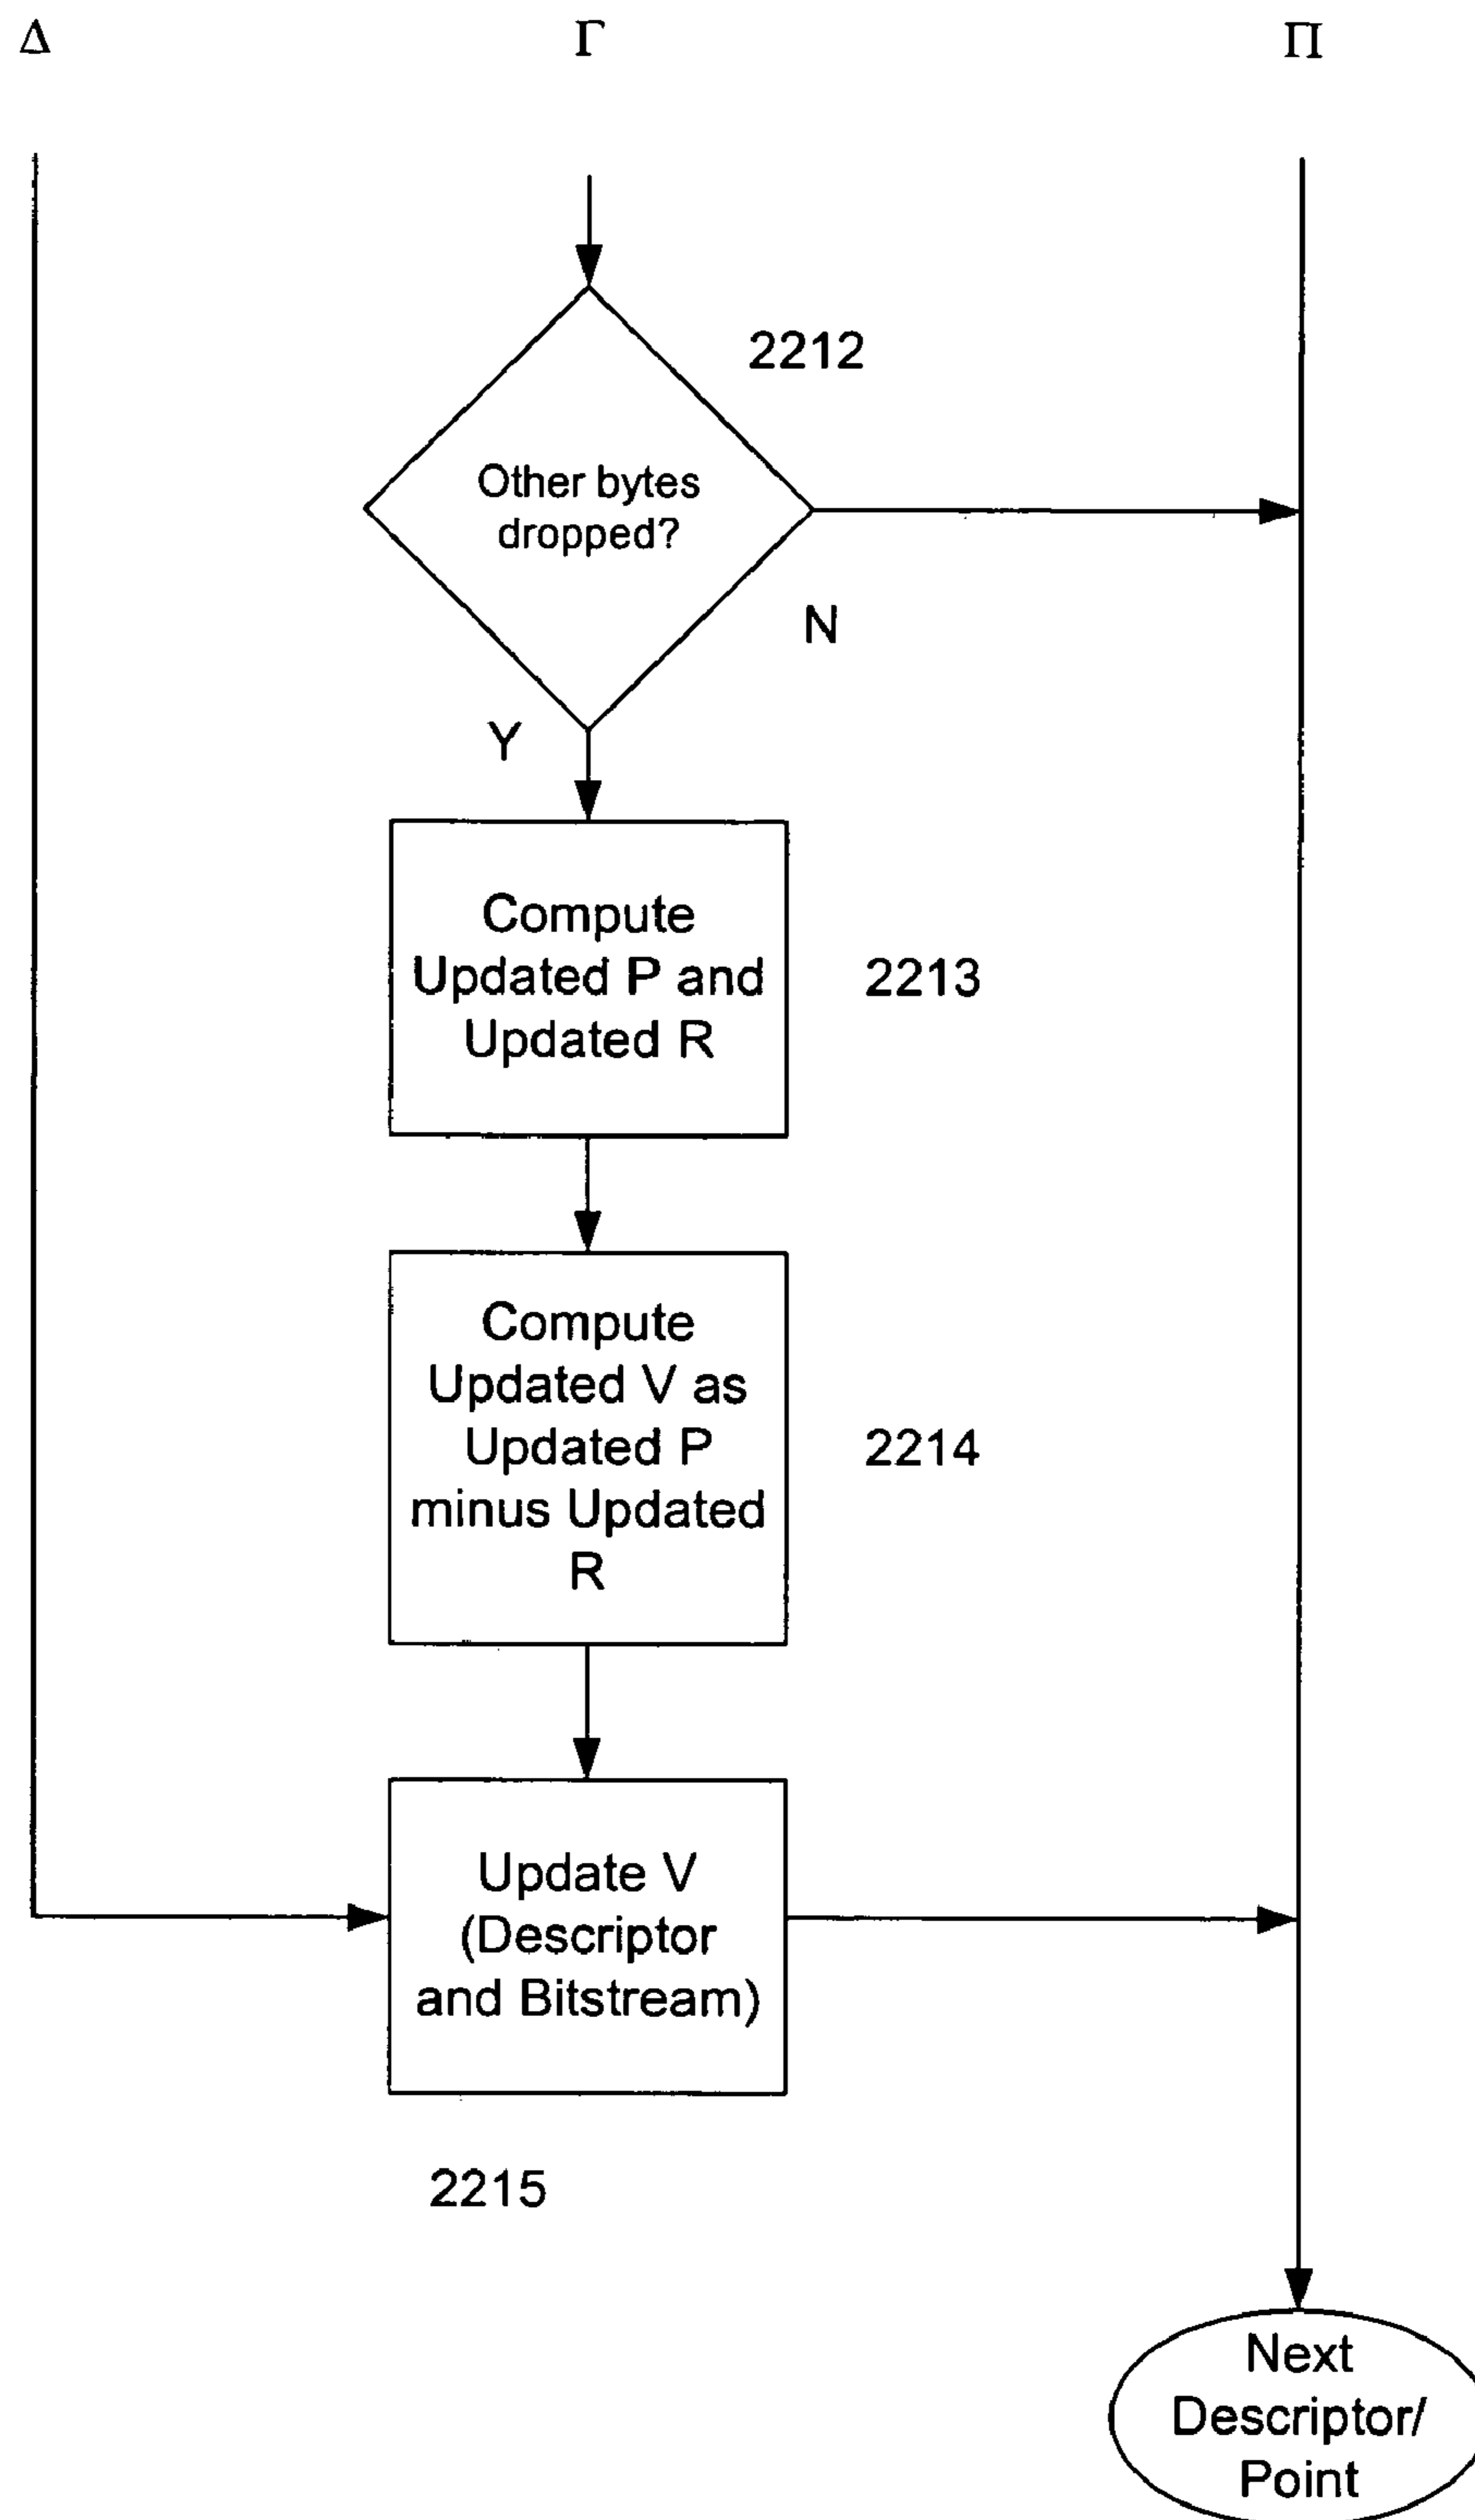 Δ Γ Π
2212
Other bytes
dropped?
N
Y
Compute
Updated P and
Updated R
2213
Compute
Updated V as
Updated P
minus Updated
R
2214
Update V
(Descriptor
and Bitstream)
2215
Next
Descriptor/
Point